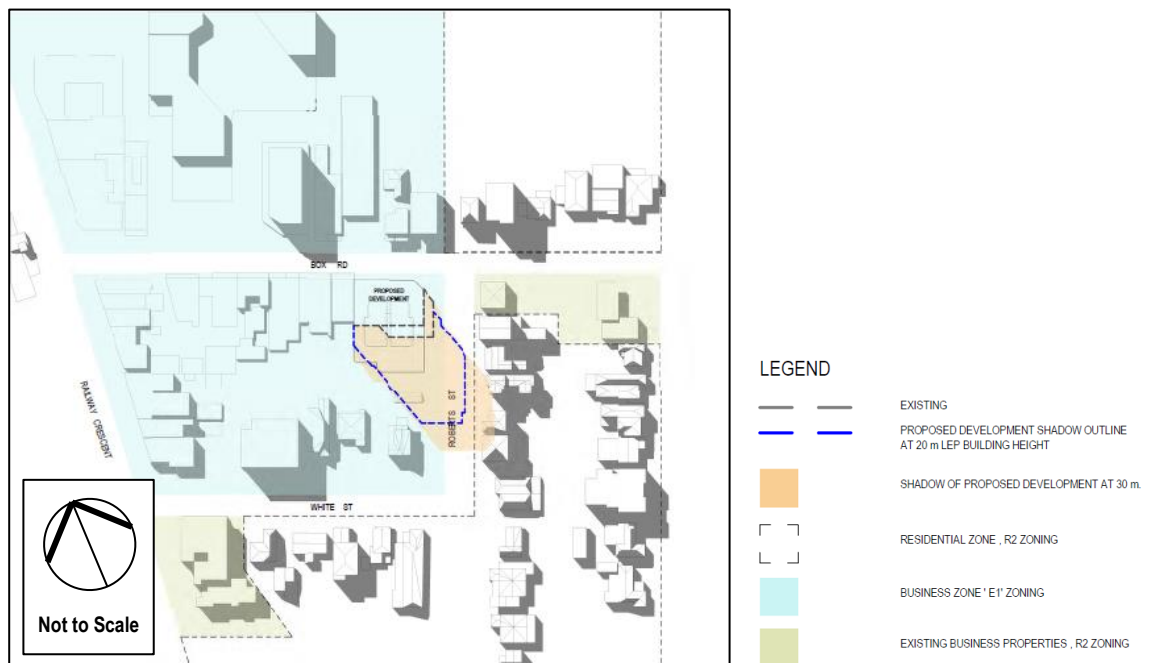 BOX RD
PROPOSED
DEVELOPMENT
RAILWAY CRESCENT
ROBERTS ST
WHITE ST
Not to Scale
LEGEND
EXISTING
PROPOSED DEVELOPMENT SHADOW OUTLINE
AT 20 m LEP BUILDING HEIGHT
SHADOW OF PROPOSED DEVELOPMENT AT 30 m.
RESIDENTIAL ZONE , R2 ZONING
BUSINESS ZONE ' E1' ZONING
EXISTING BUSINESS PROPERTIES , R2 ZONING